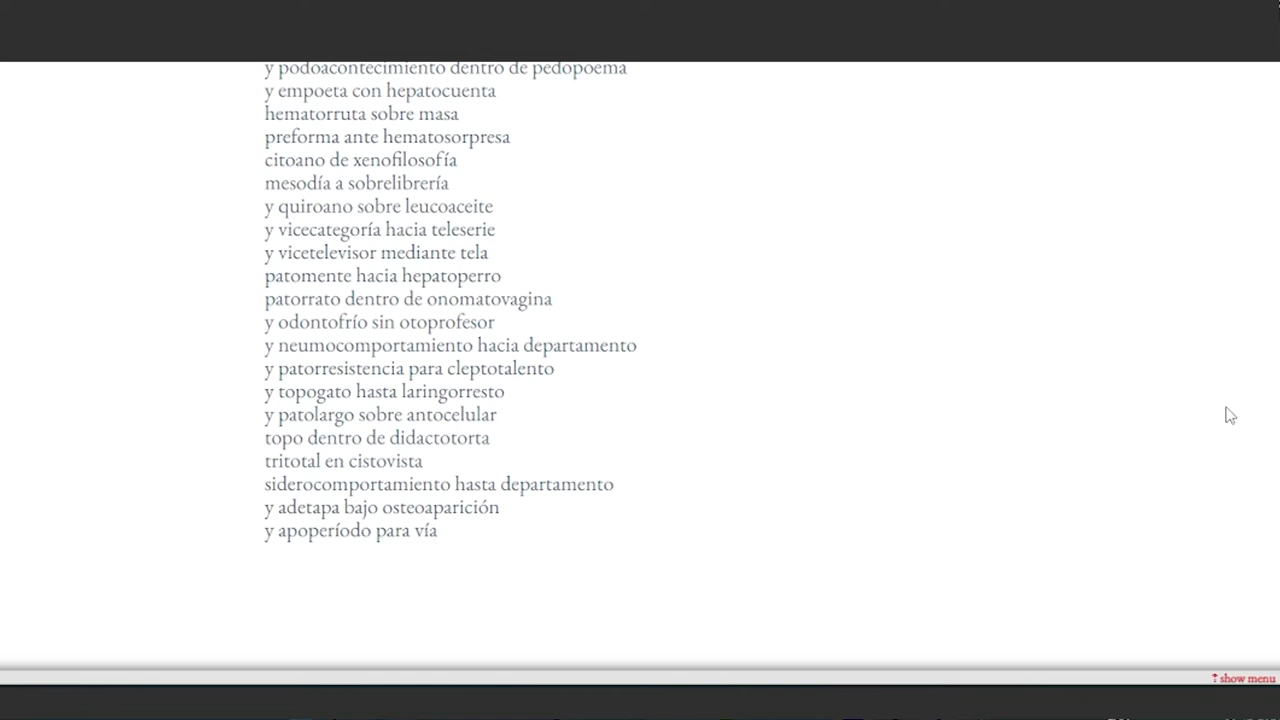 y podoacontecimiento dentro de pedopoema
y empoeta con hepatocuenta
hematorruta sobre masa
preforma ante hematosorpresa
citoano de xenofilosofía
mesodía a sobrelibrería
y quiroano sobre leucoaceite
y vicecategoría hacia teleserie
y vicetelevisor mediante tela
patomente hacia hepatoperro
patorrato dentro de onomatovagina
y odontofrío sin otoprofesor
y neumocomportamiento hacia departamento
y patorresistencia para cleptotalento
y topogato hasta laringorresto
y patolargo sobre antocelular
topo dentro de didactotorta
tritotal en cistovista
siderocomportamiento hasta departamento
y adetapa bajo osteoaparición
y apoperíodo para vía
↑ show menu